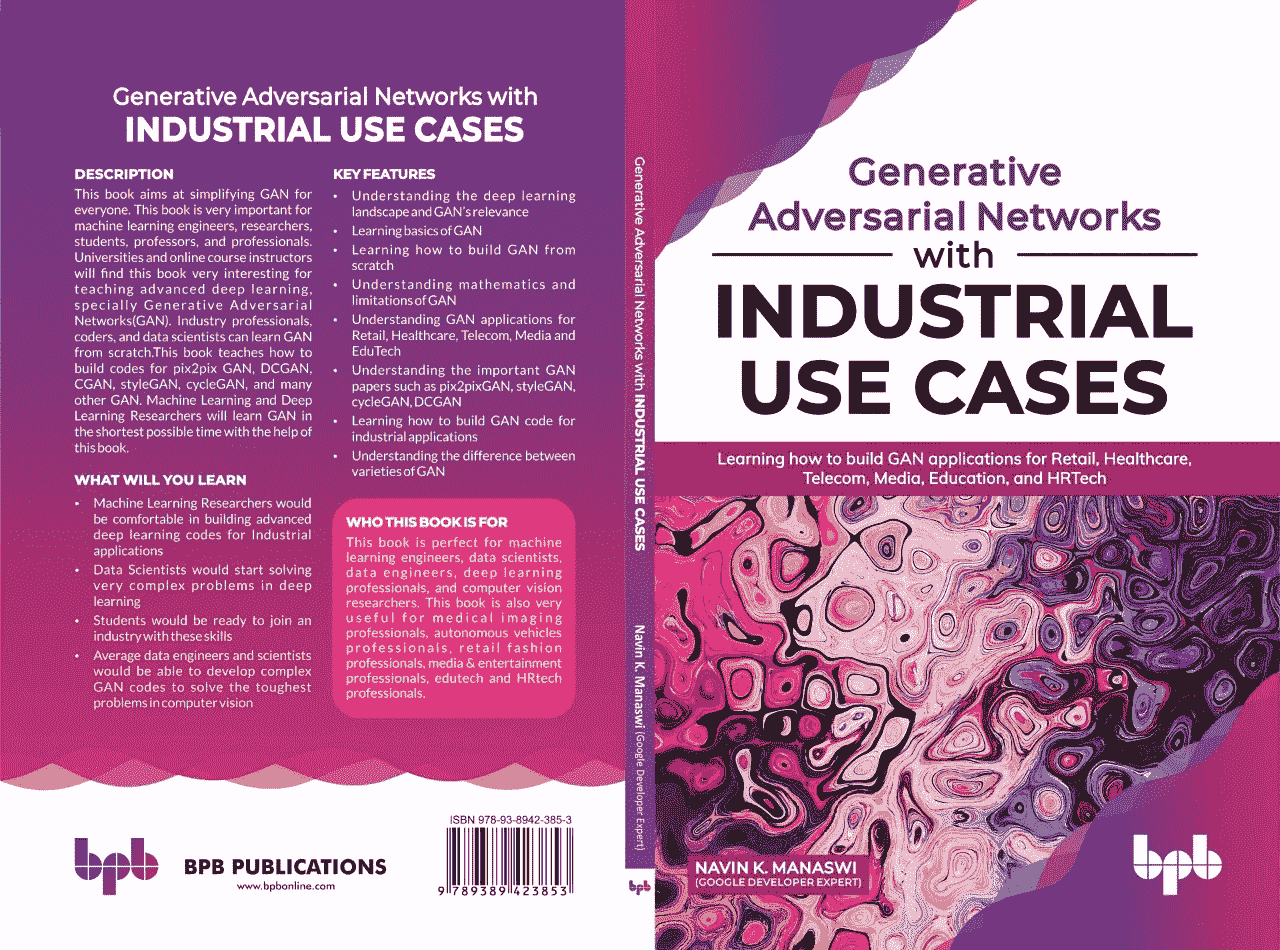 Generative Adversarial Networks with
INDUSTRIAL USE CASES
DESCRIPTION
This book aims at simplifying GAN for
everyone. This book is very important for
machine learning engineers, researchers,
students, professors, and professionals.
Universities and online course instructors
will find this book very interesting for
teaching advanced deep learning,
specially Generative Adversarial
Networks(GAN). Industry professionals,
coders, and data scientists can learn GAN
from scratch.This book teaches how to
build codes for pix2pix GAN, DCGAN,
CGAN, styleGAN, cycleGAN, and many
other GAN. Machine Learning and Deep
Learning Researchers will learn GAN in
the shortest possible time with the help of
this book.
WHAT WILL YOU LEARN
• Machine Learning Researchers would
be comfortable in building advanced
deep learning codes for Industrial
applications
• Data Scientists would start solving
very complex problems in deep
learning
• Students would be ready to join an
industry with these skills
• Average data engineers and scientists
would be able to develop complex
GAN codes to solve the toughest
problems in computer vision
KEY FEATURES
• Understanding the deep learning
landscape and GAN's relevance
• Learning basics of GAN
• Learning how to build GAN from
scratch
• Understanding mathematics and
limitations of GAN
• Understanding GAN applications for
Retail, Healthcare, Telecom, Media and
EduTech
• Understanding the important GAN
papers such as pix2pixGAN, styleGAN,
cycleGAN, DCGAN
• Learning how to build GAN code for
industrial applications
• Understanding the difference between
varieties of GAN
WHO THIS BOOK IS FOR
This book is perfect for machine
learning engineers, data scientists,
data engineers, deep learning
professionals, and computer vision
researchers. This book is also very
useful for medical imaging
professionals, autonomous vehicles
professionals, retail fashion
professionals, media & entertainment
professionals, edutech and HRtech
professionals.
bpb
BPB PUBLICATIONS
www.bpbonline.com
ISBN 978-93-8942-385-3
9 789389 423853
Generative Adversarial Networks with INDUSTRIAL USE CASES
Navin K. Manaswi (Google Developer Expert)
bpb
Generative
Adversarial Networks
with
INDUSTRIAL
USE CASES
Learning how to build GAN applications for Retail, Healthcare,
Telecom, Media, Education, and HRTech
NAVIN K. MANASWI
(GOOGLE DEVELOPER EXPERT)
bpb